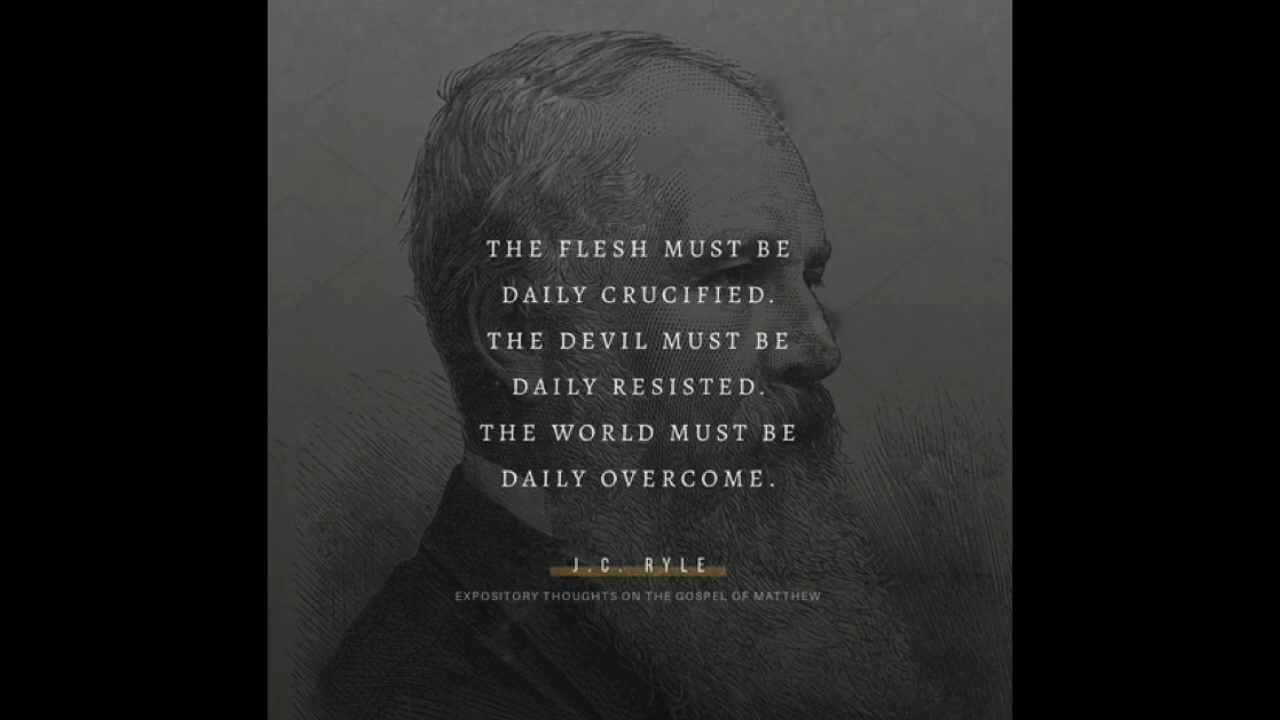 THE FLESH MUST BE
DAILY CRUCIFIED.
THE DEVIL MUST BE
DAILY RESISTED.
THE WORLD MUST BE
DAILY OVERCOME.
J.C. RYLE
EXPOSITORY THOUGHTS ON THE GOSPEL OF MATTHEW